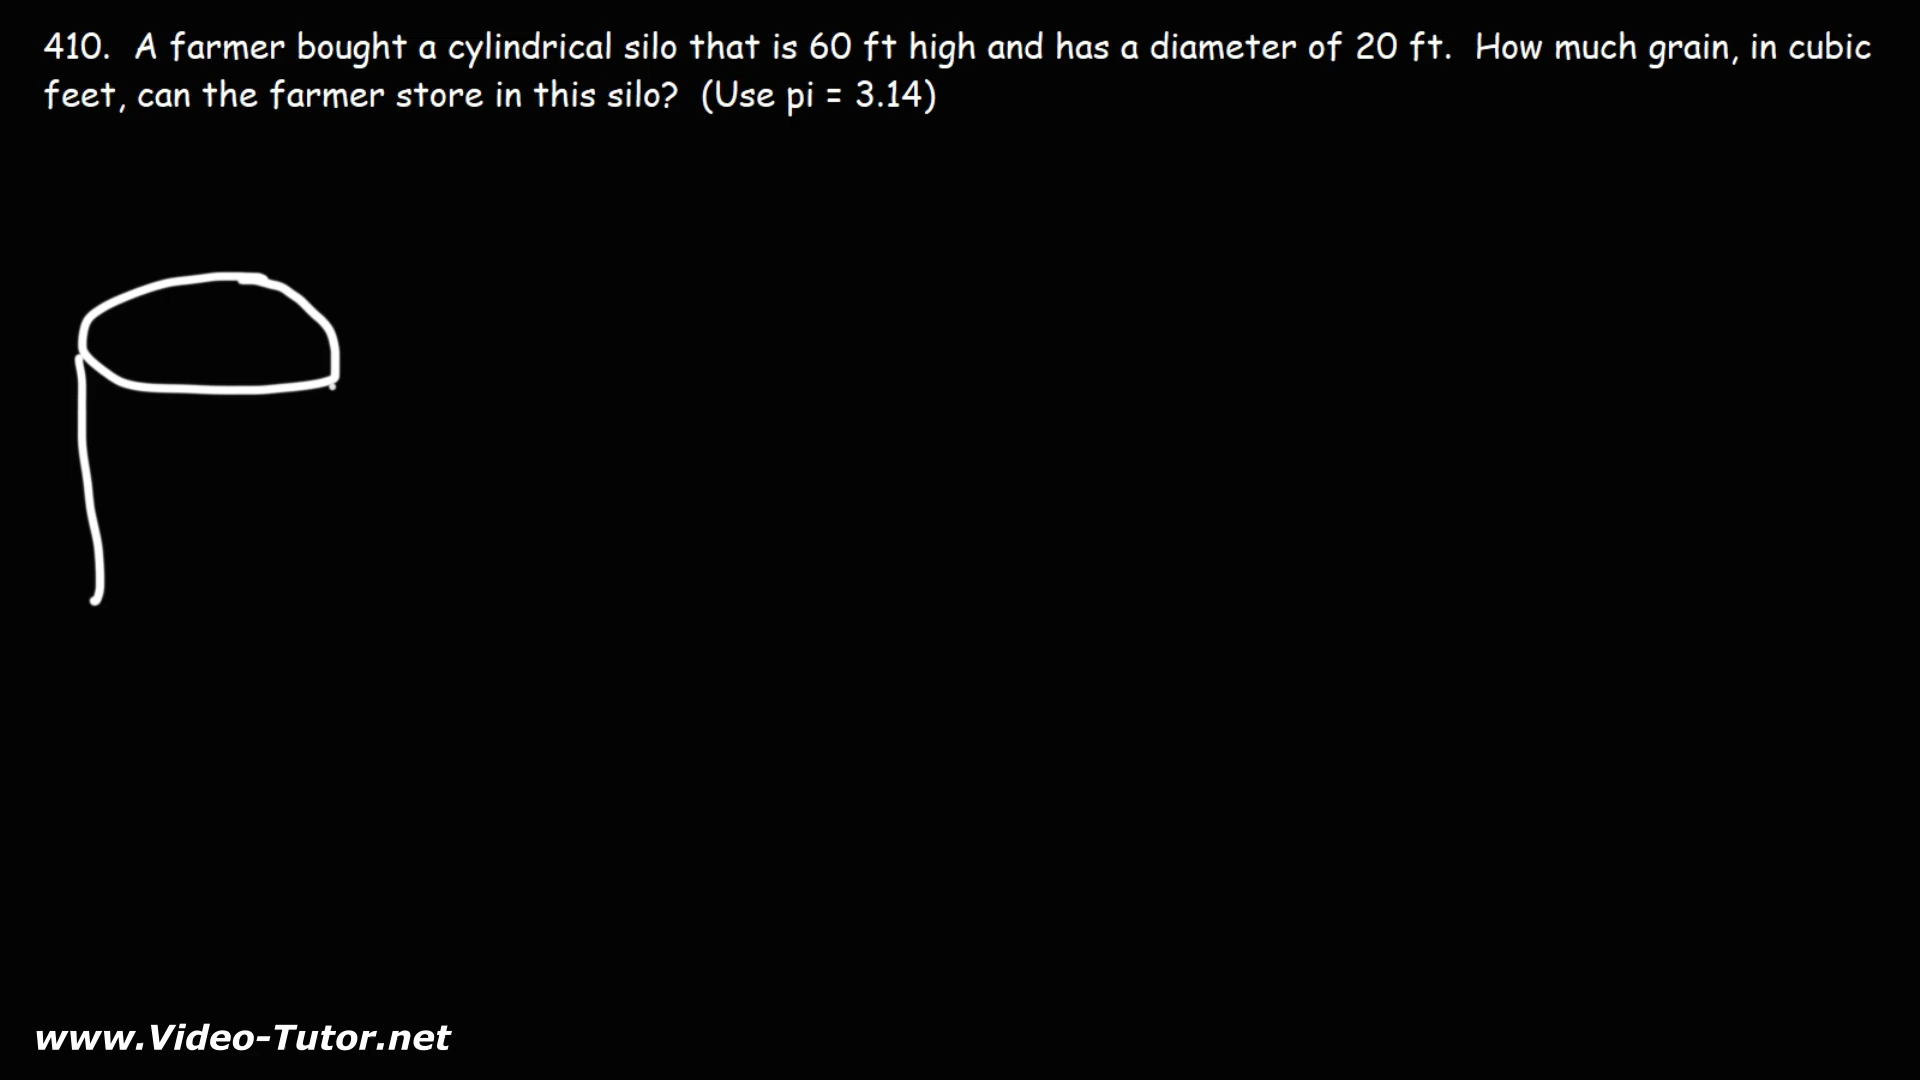 410.  A farmer bought a cylindrical silo that is 60 ft high and has a diameter of 20 ft.  How much grain, in cubic
feet, can the farmer store in this silo?  (Use pi = 3.14)
www.Video-Tutor.net